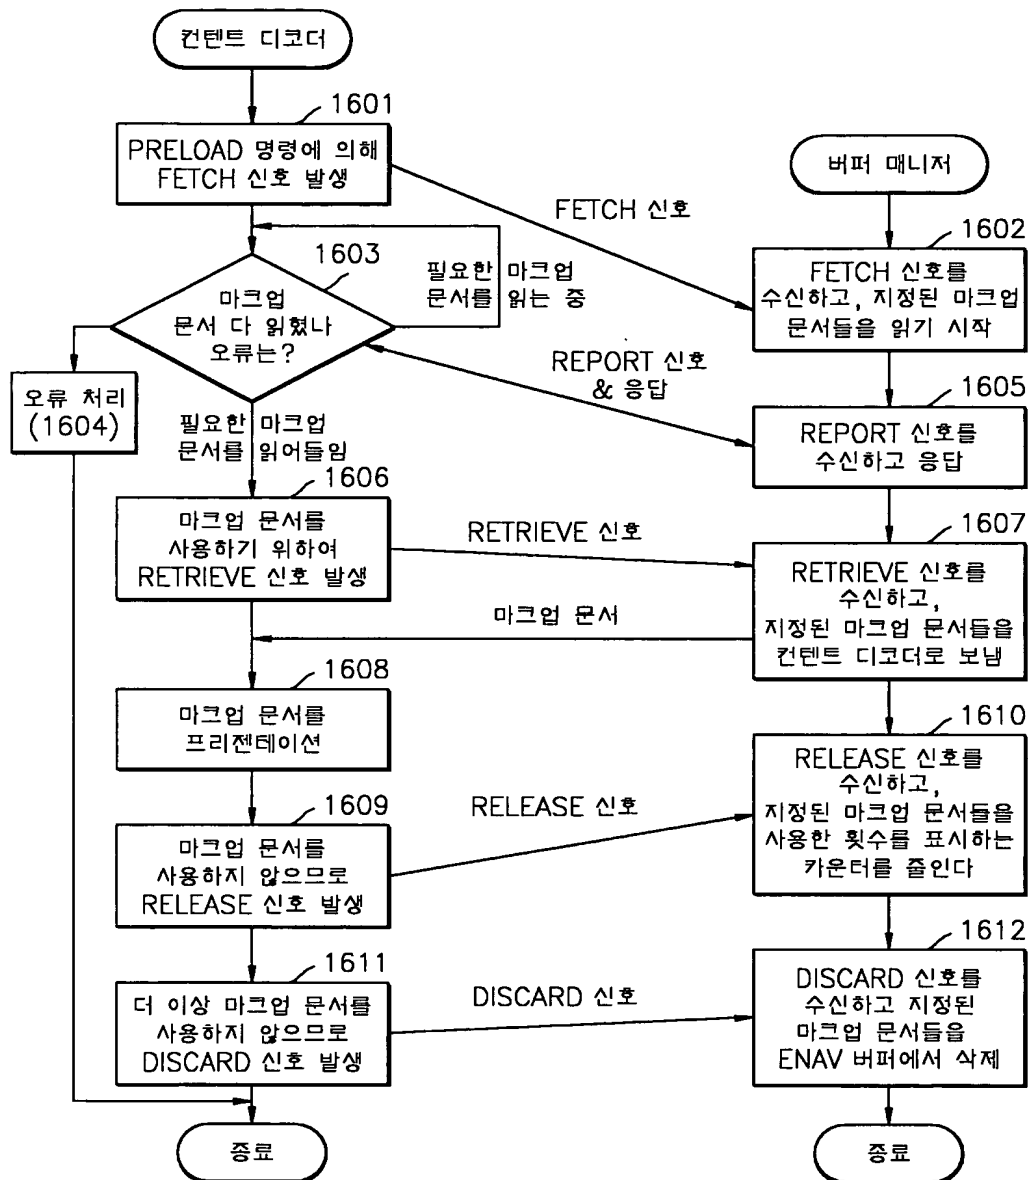 컨텐트 디코더
1601
PRELOAD 명령에 의해
FETCH 신호 발생
버퍼 매니저
FETCH 신호
1602
FETCH 신호를
수신하고, 지정된 마크업
문서들을 읽기 시작
1603
필요한 마크업
문서를 읽는 중
마크업
문서 다 읽혔나
오류는?
REPORT 신호
& 응답
오류 처리
(1604)
1605
REPORT 신호를
수신하고 응답
필요한 마크업
문서를 읽어들임
1606
마크업 문서를
사용하기 위하여
RETRIEVE 신호 발생
RETRIEVE 신호
1607
RETRIEVE 신호를
수신하고,
지정된 마크업 문서들을
컨텐트 디코더로 보냄
마크업 문서
1608
마크업 문서를
프리젠테이션
1610
RELEASE 신호를
수신하고,
지정된 마크업 문서들을
사용한 횟수를 표시하는
카운터를 줄인다
1609
마크업 문서를
사용하지 않으므로
RELEASE 신호 발생
RELEASE 신호
1611
더 이상 마크업 문서를
사용하지 않으므로
DISCARD 신호 발생
DISCARD 신호
1612
DISCARD 신호를
수신하고 지정된
마크업 문서들을
ENAV 버퍼에서 삭제
종료
종료